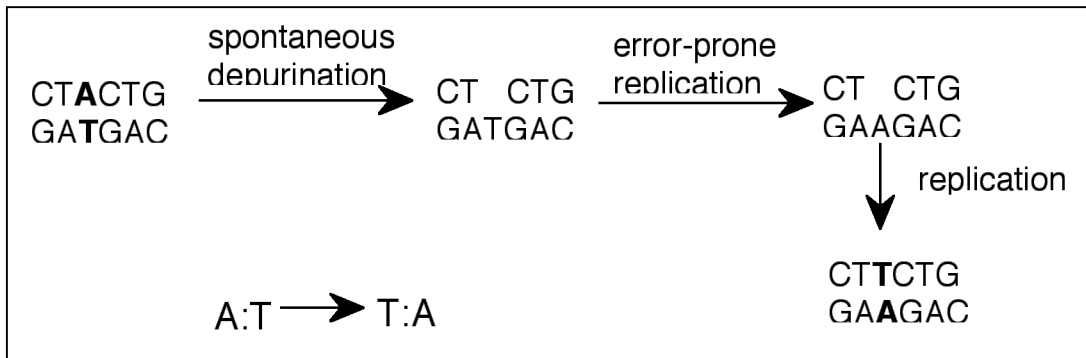 spontaneous
depurination
error-prone
replication
CTACTG
GATGAC
CT CTG
GATGAC
CT CTG
GAAGAC
replication
CTTCTG
GAAGAC
A:T T:A